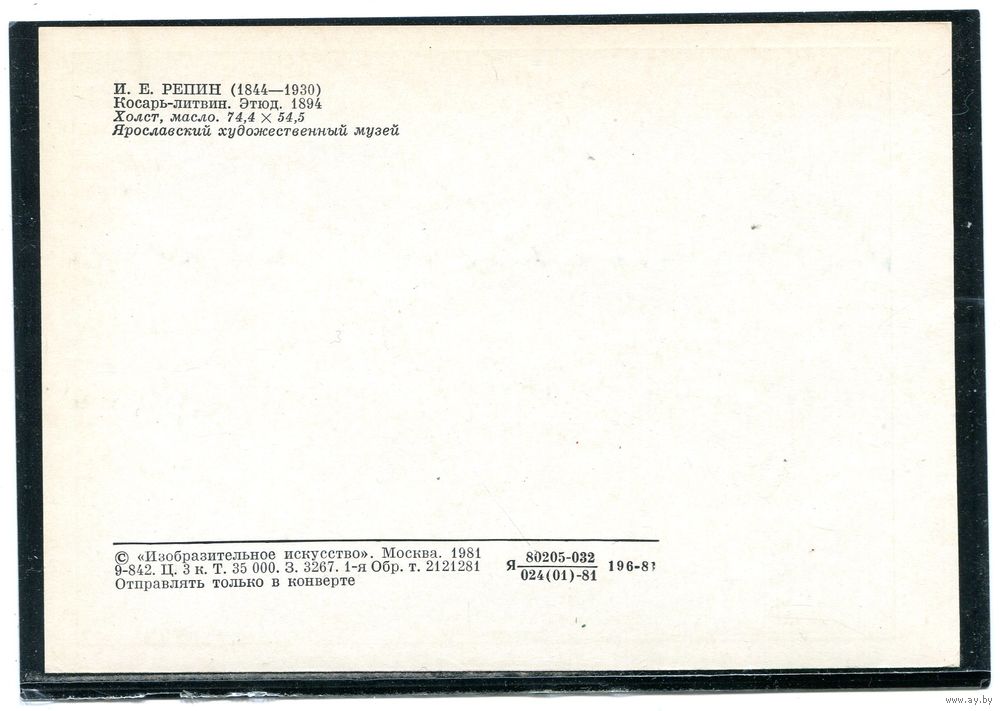 И. Е. РЕПИН (1844—1930)
Косарь-литвин. Этюд. 1894
Холст, масло. 74,4 × 54,5
Ярославский художественный музей
© «Изобразительное искусство». Москва. 1981
9-842. Ц. 3 к. Т. 35 000. З. 3267. 1-я Обр. т. 2121281
Отправлять только в конверте
80205-032
Я 196-81
024(01)-81
www.ay.by